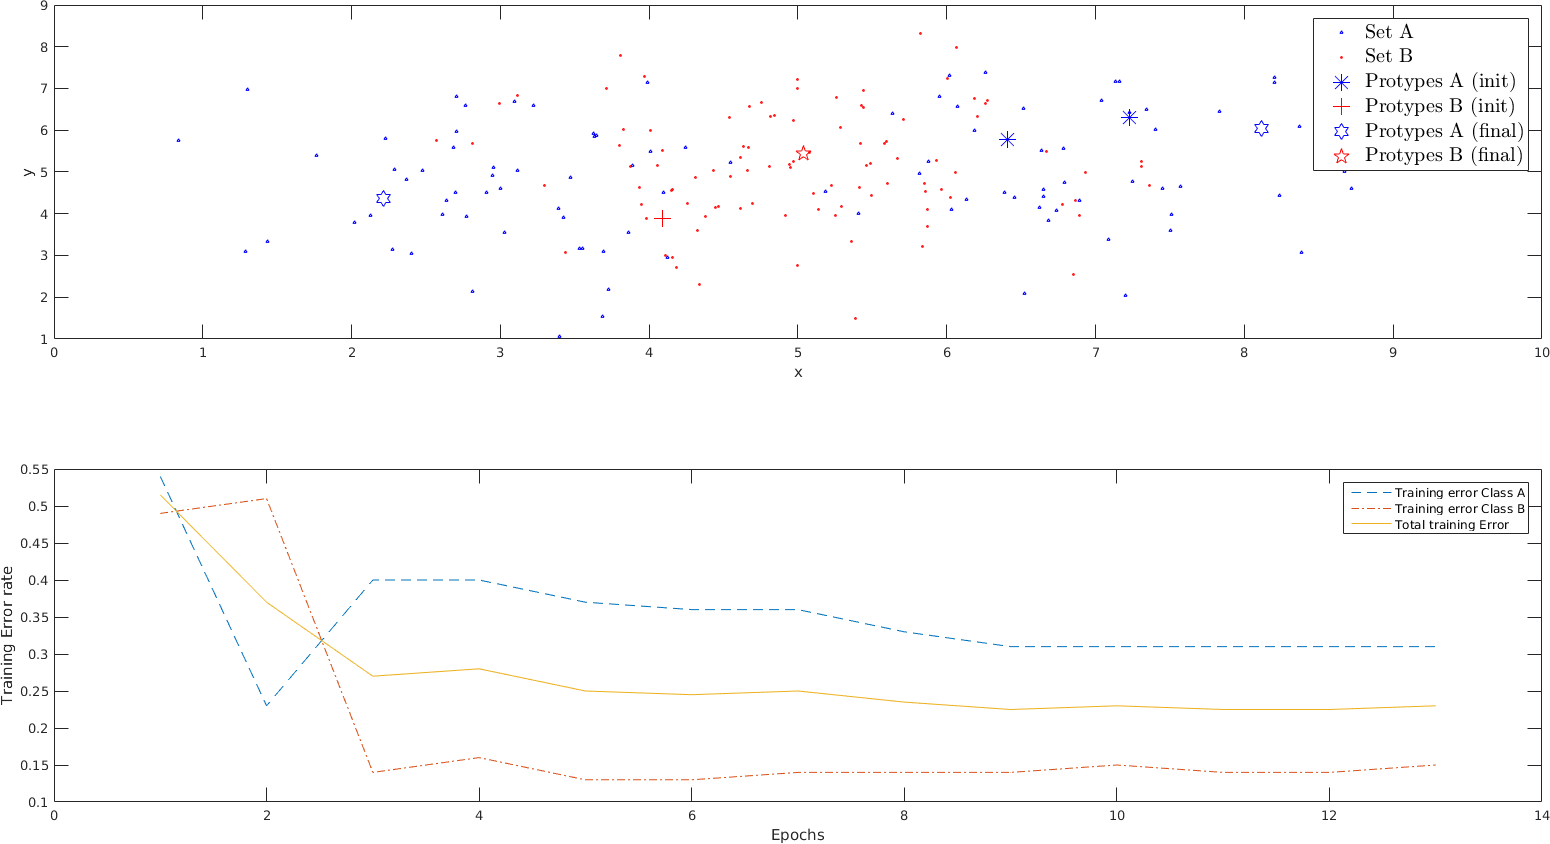 9
8
7
6
5
4
3
2
1
y
0 1 2 3 4 5 6 7 8 9 10
x
Set A
Set B
Protypes A (init)
Protypes B (init)
Protypes A (final)
Protypes B (final)
0.55
0.5
0.45
0.4
0.35
0.3
0.25
0.2
0.15
0.1
Training Error rate
0 2 4 6 8 10 12 14
Epochs
Training error Class A
Training error Class B
Total training Error